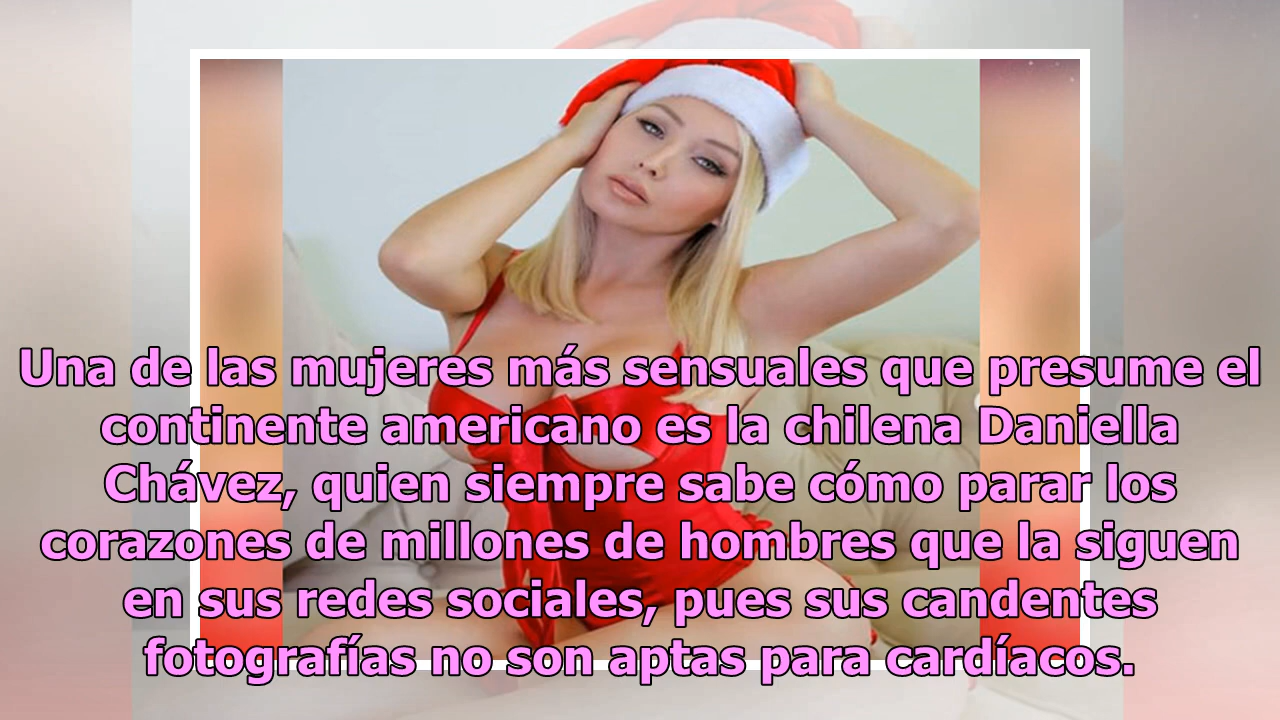 Una de las mujeres más sensuales que presume el
continente americano es la chilena Daniella
Chávez, quien siempre sabe cómo parar los
corazones de millones de hombres que la siguen
en sus redes sociales, pues sus candentes
fotografías no son aptas para cardíacos.